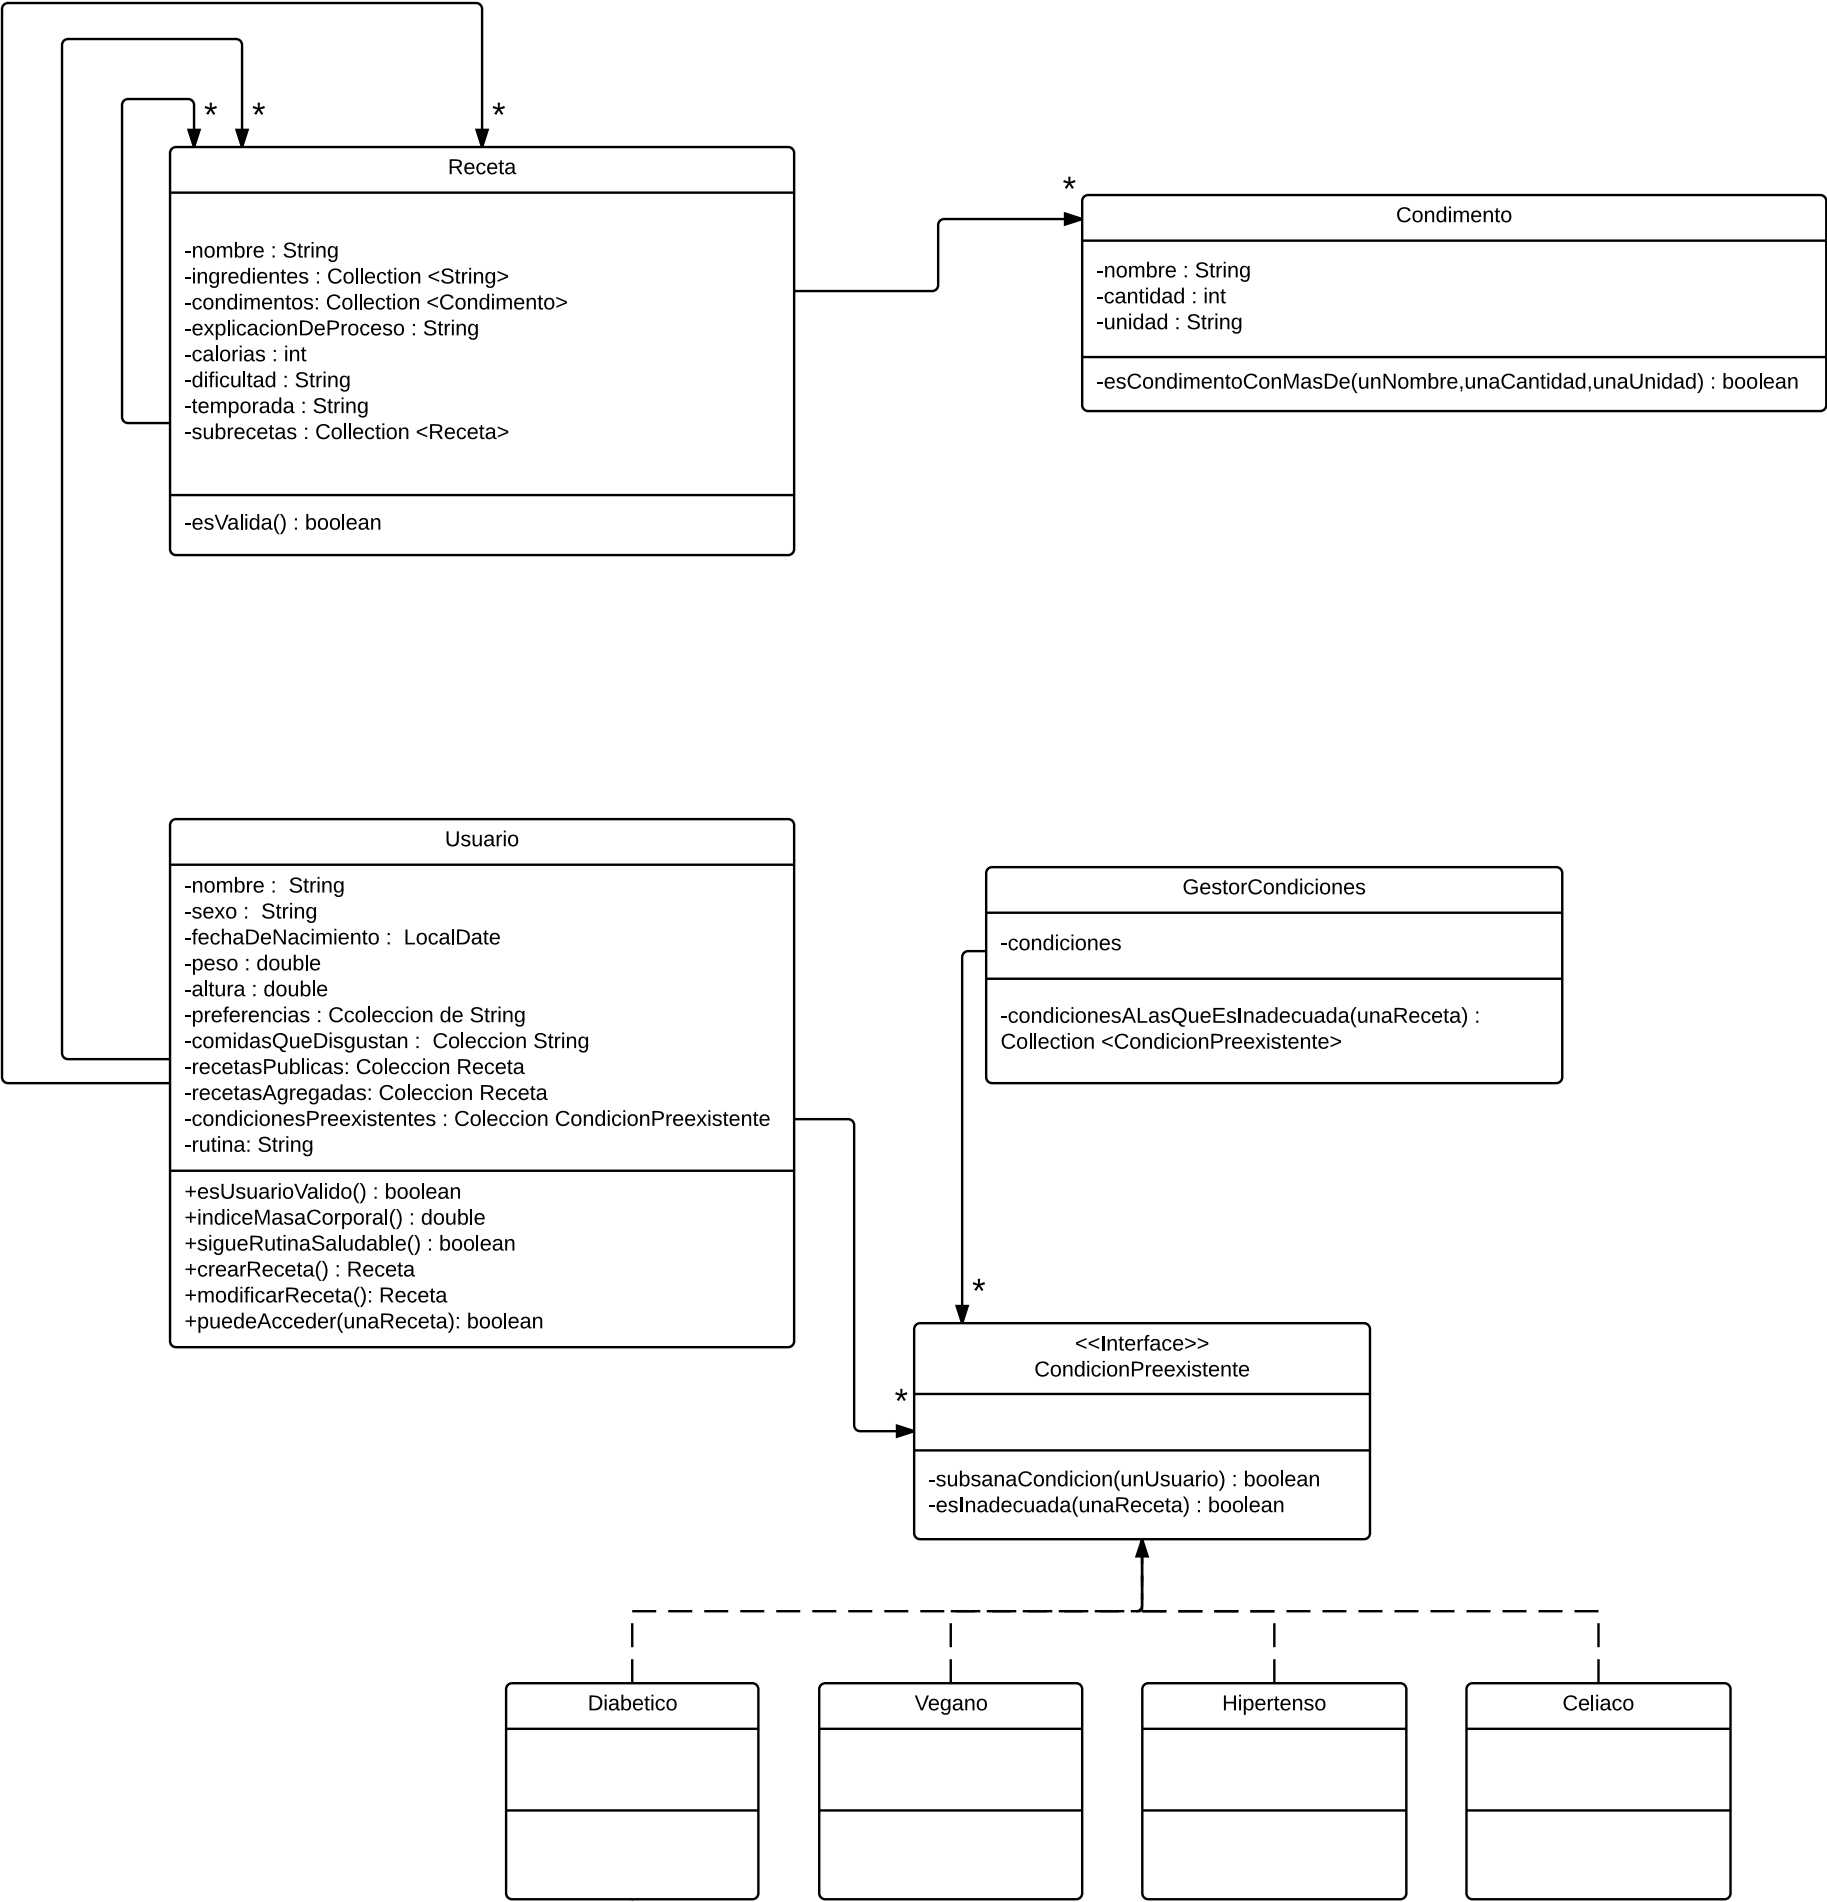 *
*
*
Receta
-nombre : String
-ingredientes : Collection <String>
-condimentos: Collection <Condimento>
-explicacionDeProceso : String
-calorias : int
-dificultad : String
-temporada : String
-subrecetas : Collection <Receta>
-esValida() : boolean
*
Condimento
-nombre : String
-cantidad : int
-unidad : String
-esCondimentoConMasDe(unNombre,unaCantidad,unaUnidad) : boolean
Usuario
-nombre :  String
-sexo :  String
-fechaDeNacimiento :  LocalDate
-peso : double
-altura : double
-preferencias : Ccoleccion de String
-comidasQueDisgustan :  Coleccion String
-recetasPublicas: Coleccion Receta
-recetasAgregadas: Coleccion Receta
-condicionesPreexistentes : Coleccion CondicionPreexistente
-rutina: String
+esUsuarioValido() : boolean
+indiceMasaCorporal() : double
+sigueRutinaSaludable() : boolean
+crearReceta() : Receta
+modificarReceta(): Receta
+puedeAcceder(unaReceta): boolean
GestorCondiciones
-condiciones
-condicionesALasQueEsInadecuada(unaReceta) :
Collection <CondicionPreexistente>
*
*
<<Interface>>
CondicionPreexistente
-subsanaCondicion(unUsuario) : boolean
-esInadecuada(unaReceta) : boolean
Diabetico
Vegano
Hipertenso
Celiaco